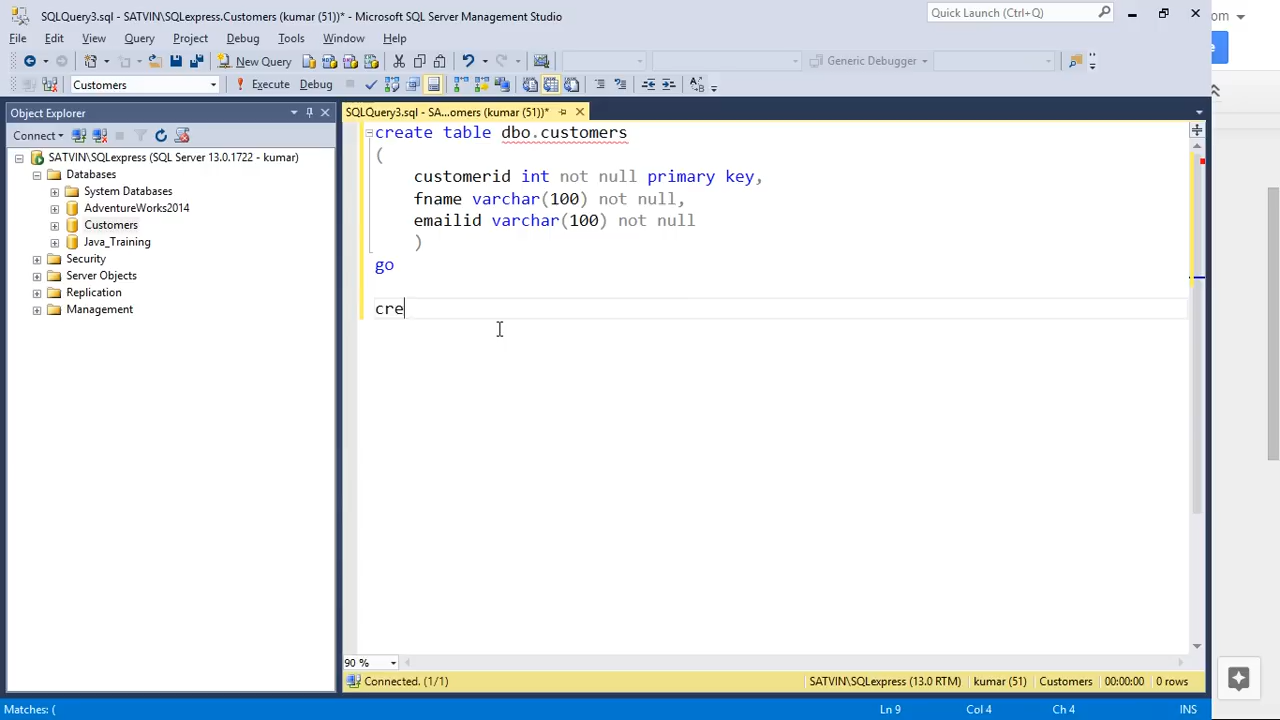 SQLQuery3.sql - SATVIN\SQLexpress.Customers (kumar (51))* - Microsoft SQL Server Management Studio
Quick Launch (Ctrl+Q)
om
File Edit View Query Project Debug Tools Window Help
New Query
Generic Debugger
Customers
Execute Debug
Object Explorer
SQLQuery3.sql - SA...omers (kumar (51))*
Connect
SATVIN\SQLexpress (SQL Server 13.0.1722 - kumar)
Databases
System Databases
AdventureWorks2014
Customers
Java_Training
Security
Server Objects
Replication
Management
create table dbo.customers
(
customerid int not null primary key,
fname varchar(100) not null,
emailid varchar(100) not null
)
go
cre
90 %
Connected. (1/1)
SATVIN\SQLexpress (13.0 RTM) kumar (51) Customers 00:00:00 0 rows
Matches: (
Ln 9 Col 4 Ch 4 INS